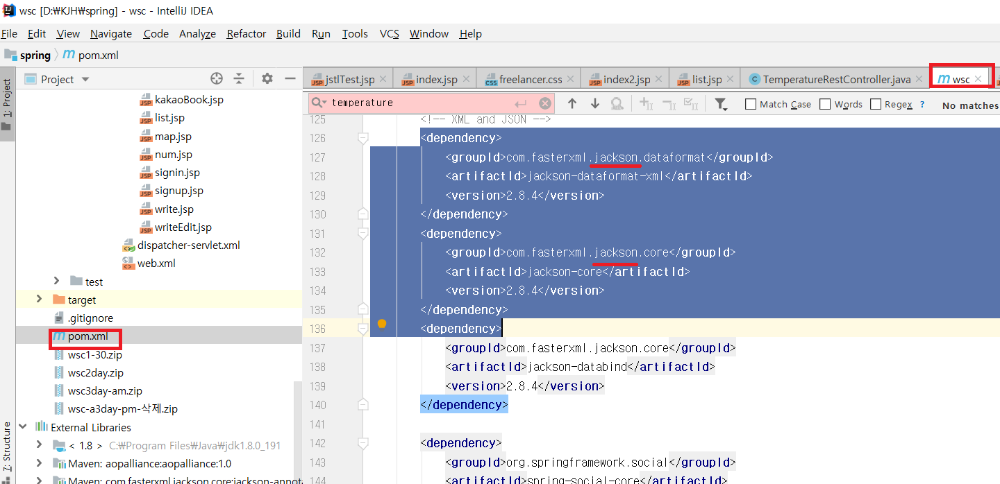 wsc [D:₩KJH₩spring] - wsc - IntelliJ IDEA
File Edit View Navigate Code Analyze Refactor Build Run Tools VCS Window Help
spring pom.xml
1: Project
Z: Structure
Project
kakaoBook.jsp
list.jsp
map.jsp
num.jsp
signin.jsp
signup.jsp
write.jsp
writeEdit.jsp
dispatcher-servlet.xml
web.xml
test
target
.gitignore
pom.xml
wsc1-30.zip
wsc2day.zip
wsc3day-am.zip
wsc-a3day-pm-삭제.zip
External Libraries
< 1.8 > C:₩Program Files₩Java₩jdk1.8.0_191
Maven: aopalliance:aopalliance:1.0
Maven: com.fasterxml.jackson.core:jackson-annota
jstlTest.jsp index.jsp freelancer.css index2.jsp list.jsp TemperatureRestController.java wsc
temperature Match Case Words Regex ? No matches
125 <!-- XML and JSON -->
126 <dependency>
127 <groupId>com.fasterxml.jackson.dataformat</groupId>
128 <artifactId>jackson-dataformat-xml</artifactId>
129 <version>2.8.4</version>
130 </dependency>
131 <dependency>
132 <groupId>com.fasterxml.jackson.core</groupId>
133 <artifactId>jackson-core</artifactId>
134 <version>2.8.4</version>
135 </dependency>
136 <dependency>
137 <groupId>com.fasterxml.jackson.core</groupId>
138 <artifactId>jackson-databind</artifactId>
139 <version>2.8.4</version>
140 </dependency>
141
142 <dependency>
143 <groupId>org.springframework.social</groupId>
144 <artifactId>spring-social-core</artifactId>